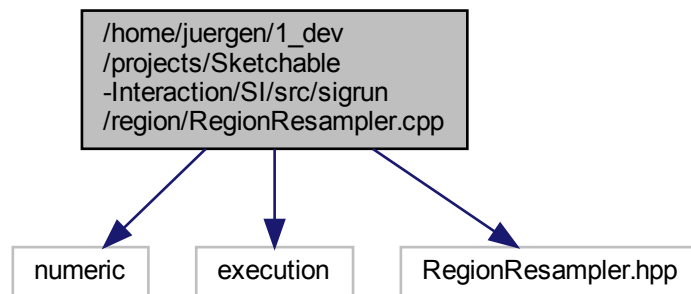 /home/juergen/1_dev
/projects/Sketchable
-Interaction/SI/src/sigrun
/region/RegionResampler.cpp
numeric
execution
RegionResampler.hpp